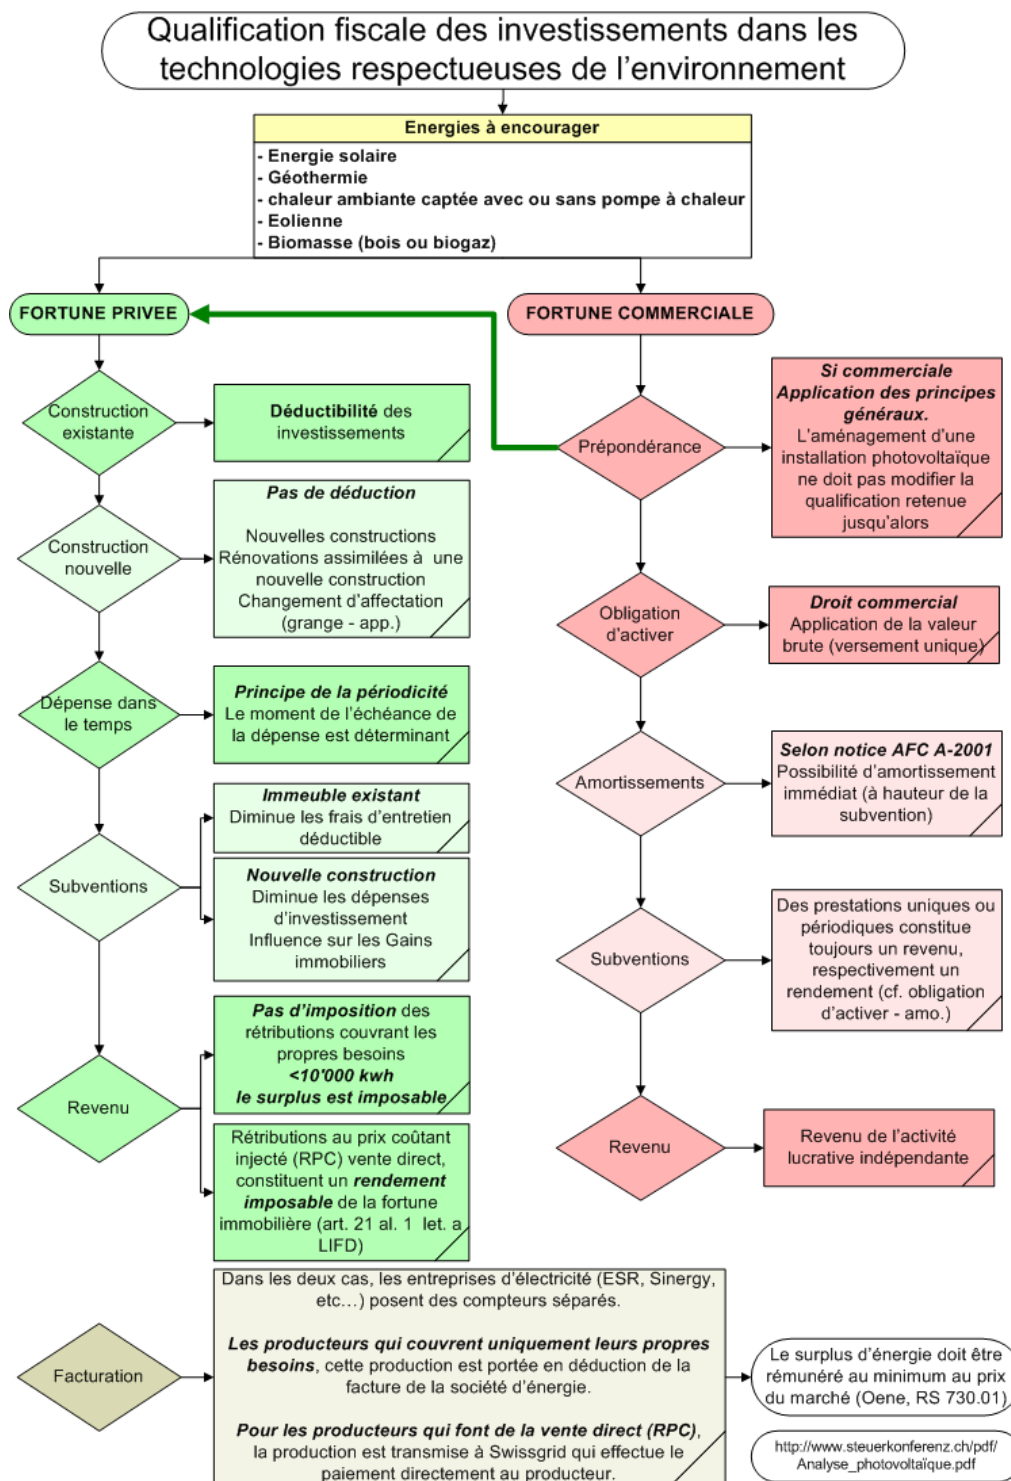 Qualification fiscale des investissements dans les
technologies respectueuses de l'environnement
Energies à encourager
- Energie solaire
- Géothermie
- chaleur ambiante captée avec ou sans pompe à chaleur
- Eolienne
- Biomasse (bois ou biogaz)
FORTUNE PRIVEE
Construction
existante
Déductibilité des
investissements
Construction
nouvelle
Pas de déduction
Nouvelles constructions
Rénovations assimilées à une
nouvelle construction
Changement d'affectation
(grange - app.)
Dépense dans
le temps
Principe de la périodicité
Le moment de l'échéance de
la dépense est déterminant
Subventions
Immeuble existant
Diminue les frais d'entretien
déductible
Nouvelle construction
Diminue les dépenses
d'investissement
Influence sur les Gains
immobiliers
Revenu
Pas d'imposition des
rétributions couvrant les
propres besoins
<10'000 kwh
le surplus est imposable
Rétributions au prix coûtant
injecté (RPC) vente direct,
constituent un rendement
imposable de la fortune
immobilière (art. 21 al. 1 let. a
LIFD)
FORTUNE COMMERCIALE
Prépondérance
Si commerciale
Application des principes
généraux.
L'aménagement d'une
installation photovoltaïque
ne doit pas modifier la
qualification retenue
jusqu'alors
Obligation
d'activer
Droit commercial
Application de la valeur
brute (versement unique)
Amortissements
Selon notice AFC A-2001
Possibilité d'amortissement
immédiat (à hauteur de la
subvention)
Subventions
Des prestations uniques ou
périodiques constitue
toujours un revenu,
respectivement un
rendement (cf. obligation
d'activer - amo.)
Revenu
Revenu de l'activité
lucrative indépendante
Facturation
Dans les deux cas, les entreprises d'électricité (ESR, Sinergy,
etc…) posent des compteurs séparés.
Les producteurs qui couvrent uniquement leurs propres
besoins, cette production est portée en déduction de la
facture de la société d'énergie.
Pour les producteurs qui font de la vente direct (RPC),
la production est transmise à Swissgrid qui effectue le
paiement directement au producteur.
Le surplus d'énergie doit être
rémunéré au minimum au prix
du marché (Oene, RS 730.01)
http://www.steuerkonferenz.ch/pdf/
Analyse_photovoltaïque.pdf